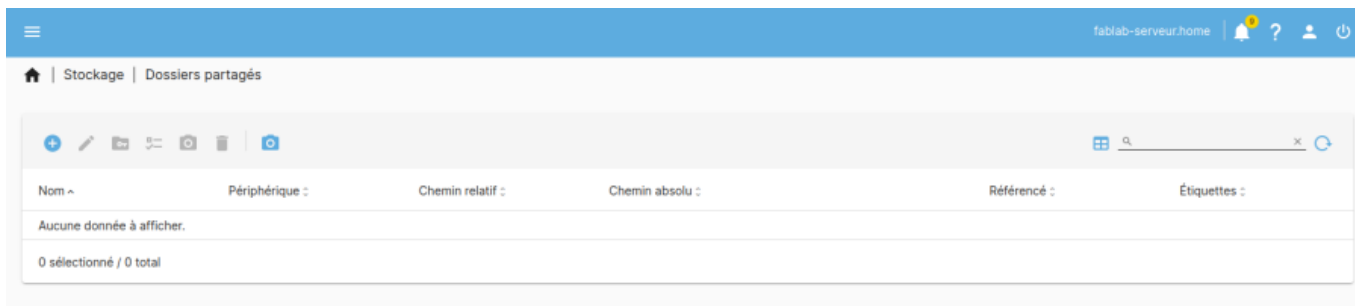 fablab-serveur.home
Stockage | Dossiers partagés
Nom Périphérique Chemin relatif Chemin absolu Référencé Étiquettes
Aucune donnée à afficher.
0 sélectionné / 0 total